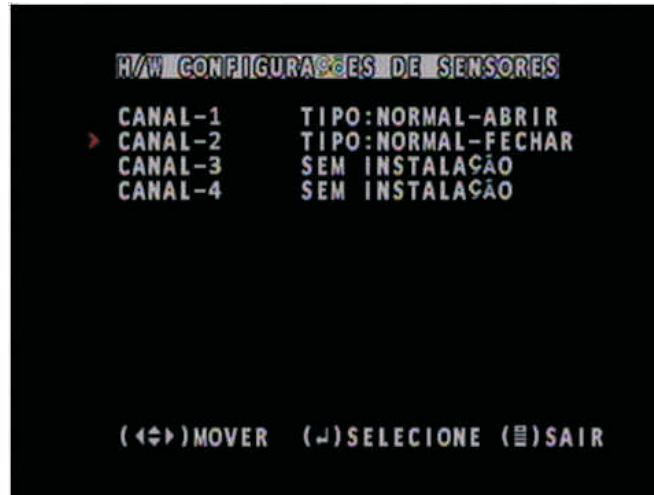 H/W CONFIGURAÇÕES DE SENSORES
CANAL-1 TIPO:NORMAL-ABRIR
CANAL-2 TIPO:NORMAL-FECHAR
CANAL-3 SEM INSTALAÇÃO
CANAL-4 SEM INSTALAÇÃO
()MOVER (↵)SELECIONE ()SAIR